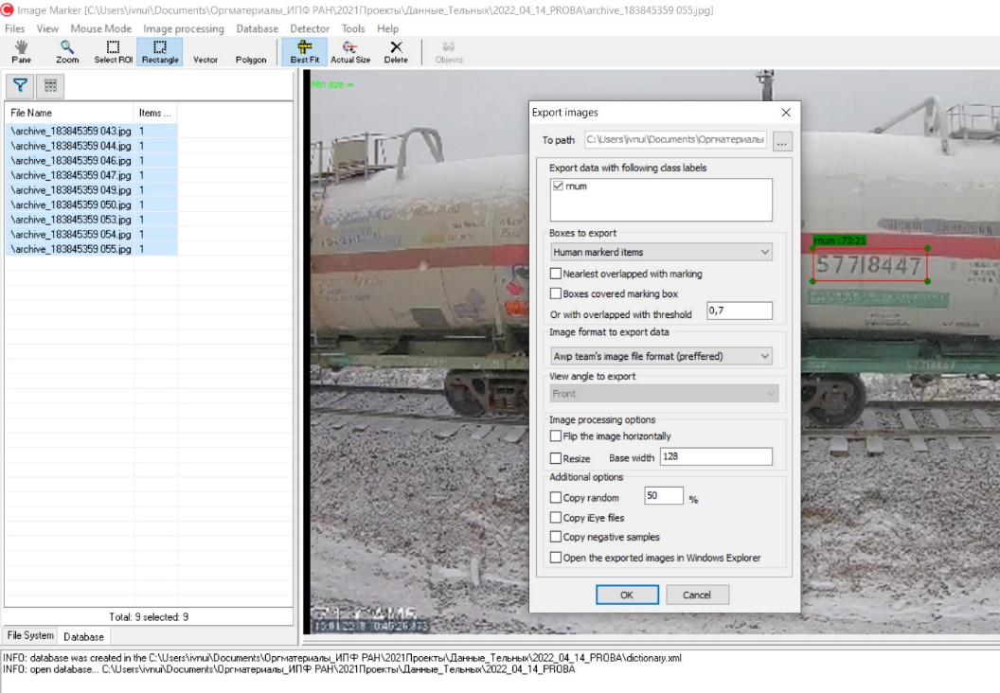 Image Marker [C:\Users\ivnui\Documents\Оргматериалы_ИПФ РАН\2021Проекты\Данные_Тельных\2022_04_14_PROBA\archive_183845359 055.jpg]
Files View Mouse Mode Image processing Database Detector Tools Help
Pane Zoom Select ROI Rectangle Vector Polygon Best Fit Actual Size Delete Objects
File Name Items ...
\archive_183845359 043.jpg 1
\archive_183845359 044.jpg 1
\archive_183845359 046.jpg 1
\archive_183845359 047.jpg 1
\archive_183845359 049.jpg 1
\archive_183845359 050.jpg 1
\archive_183845359 053.jpg 1
\archive_183845359 054.jpg 1
\archive_183845359 055.jpg 1
Total: 9 selected: 9
File System Database
Min size =
rnum :73:21
57718447
57718447
Export images
To path C:\Users\ivnui\Documents\Оргматериалы ...
Export data with following class labels
rnum
Boxes to export
Human markerd items
Nearlest overlapped with marking
Boxes covered marking box
Or with overlapped with threshold 0,7
Image format to export data
Awp team's image file format (preffered)
View angle to export
Front
Image processing options
Flip the image horizontally
Resize Base width 128
Additional options
Copy random 50 %
Copy iEye files
Copy negative samples
Open the exported images in Windows Explorer
OK Cancel
INFO: database was created in the C:\Users\ivnui\Documents\Оргматериалы_ИПФ РАН\2021Проекты\Данные_Тельных\2022_04_14_PROBA\dictionary.xml
INFO: open database... C:\Users\ivnui\Documents\Оргматериалы_ИПФ РАН\2021Проекты\Данные_Тельных\2022_04_14_PROBA